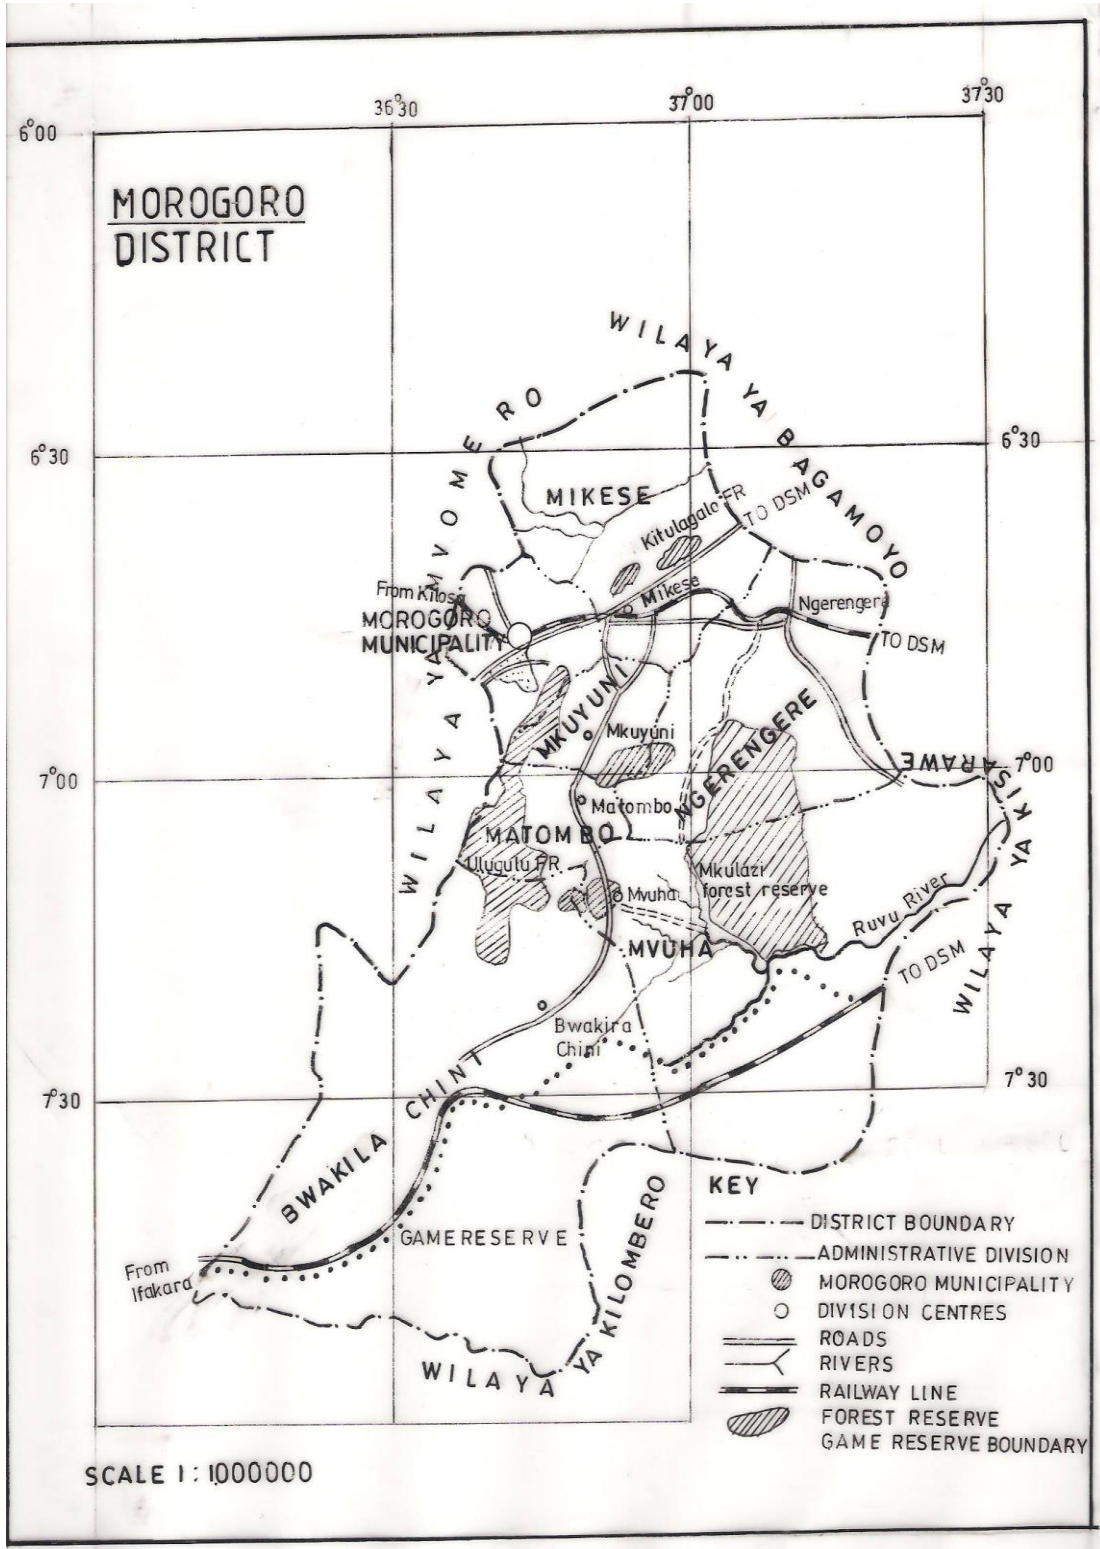 36°30
37°00
37°30
6°00
MOROGORO
DISTRICT
WILAYA YA BAGAMOYO
WILAYA YA MVOMERO
6°30
6°30
MIKESE
Kitulagalo FR
TO DSM
From Kilosa
Mikese
Ngerengera
MOROGORO
MUNICIPALITY
TO DSM
MKUYUNI
Mkuyuni
NGERENGERE
7°00
7°00
WILAYA YA KISARAWE
Matombo
MATOMBO
Ulugulu FR
Mkulazi
forest reserve
Mvuha
Ruvu River
MVUHA
TO DSM
Bwakira
Chini
7°30
7°30
BWAKILA CHINI
GAME RESERVE
From
Ifakara
WILAYA YA KILOMBERO
KEY
DISTRICT BOUNDARY
ADMINISTRATIVE DIVISION
MOROGORO MUNICIPALITY
DIVISION CENTRES
ROADS
RIVERS
RAILWAY LINE
FOREST RESERVE
GAME RESERVE BOUNDARY
SCALE 1:1000000